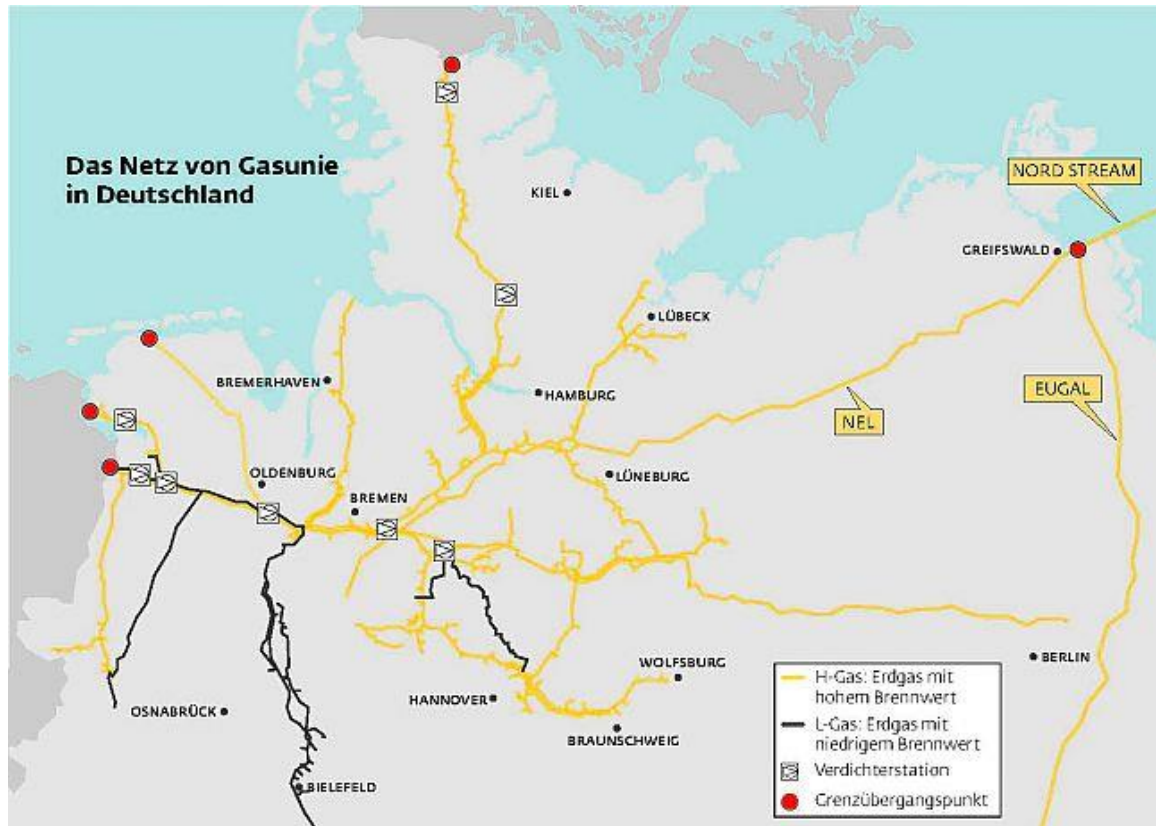 Das Netz von Gasunie
in Deutschland
KIEL
NORD STREAM
GREIFSWALD
LÜBECK
BREMERHAVEN
HAMBURG
EUGAL
NEL
OLDENBURG
LÜNEBURG
BREMEN
WOLFSBURG
BERLIN
HANNOVER
OSNABRÜCK
BRAUNSCHWEIG
BIELEFELD
H-Gas: Erdgas mit
hohem Brennwert
L-Gas: Erdgas mit
niedrigem Brennwert
Verdichterstation
Grenzübergangspunkt